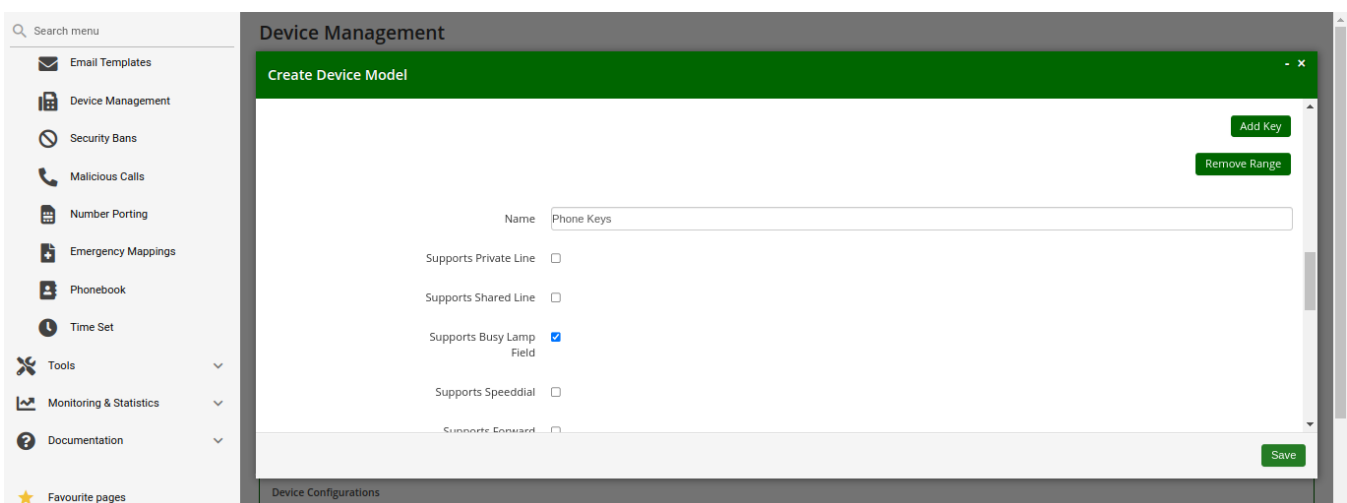 Search menu
Email Templates
Device Management
Security Bans
Malicious Calls
Number Porting
Emergency Mappings
Phonebook
Time Set
Tools
Monitoring & Statistics
Documentation
Favourite pages
Device Management
Create Device Model
- ×
Add Key
Remove Range
Name Phone Keys
Supports Private Line
Supports Shared Line
Supports Busy Lamp
Field
Supports Speeddial
Supports Forward
Save
Device Configurations